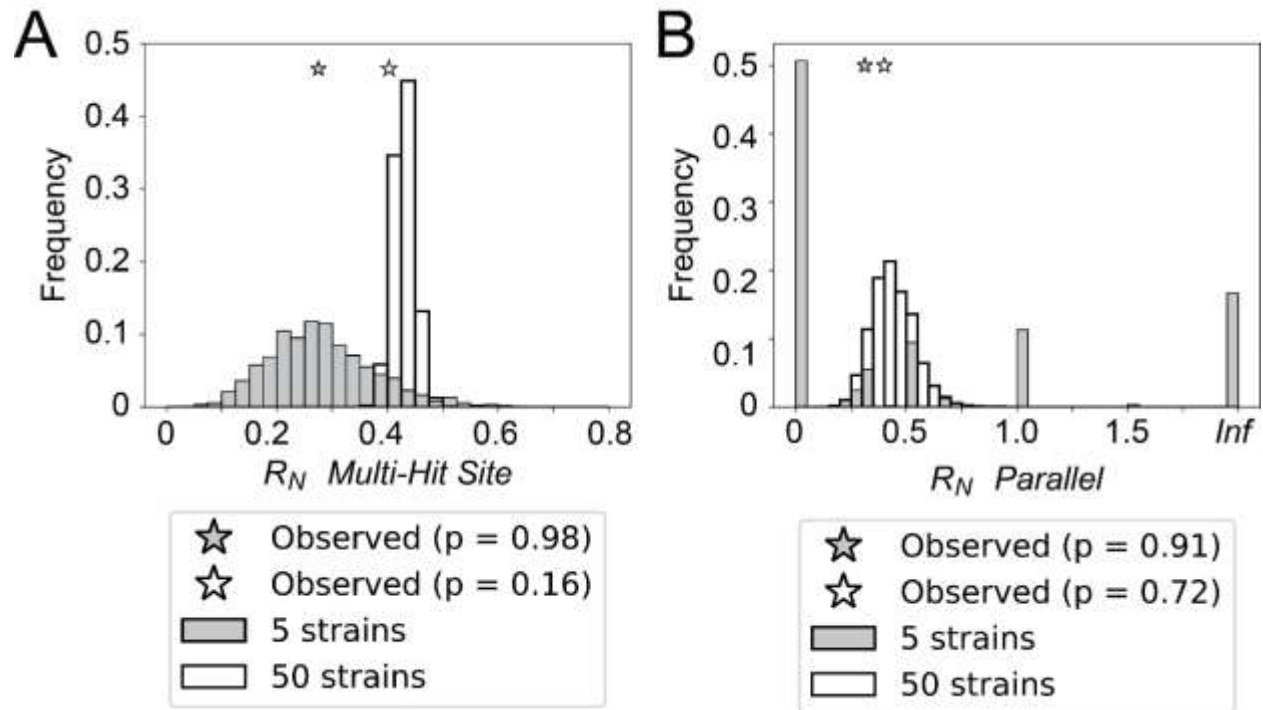 A
Frequency
0.5
0.4
0.3
0.2
0.1
0
0 0.2 0.4 0.6 0.8
R_N Multi-Hit Site
Observed (p = 0.98)
Observed (p = 0.16)
5 strains
50 strains
B
Frequency
0.5
0.4
0.3
0.2
0.1
0
0 0.5 1.0 1.5 Inf
R_N Parallel
Observed (p = 0.91)
Observed (p = 0.72)
5 strains
50 strains